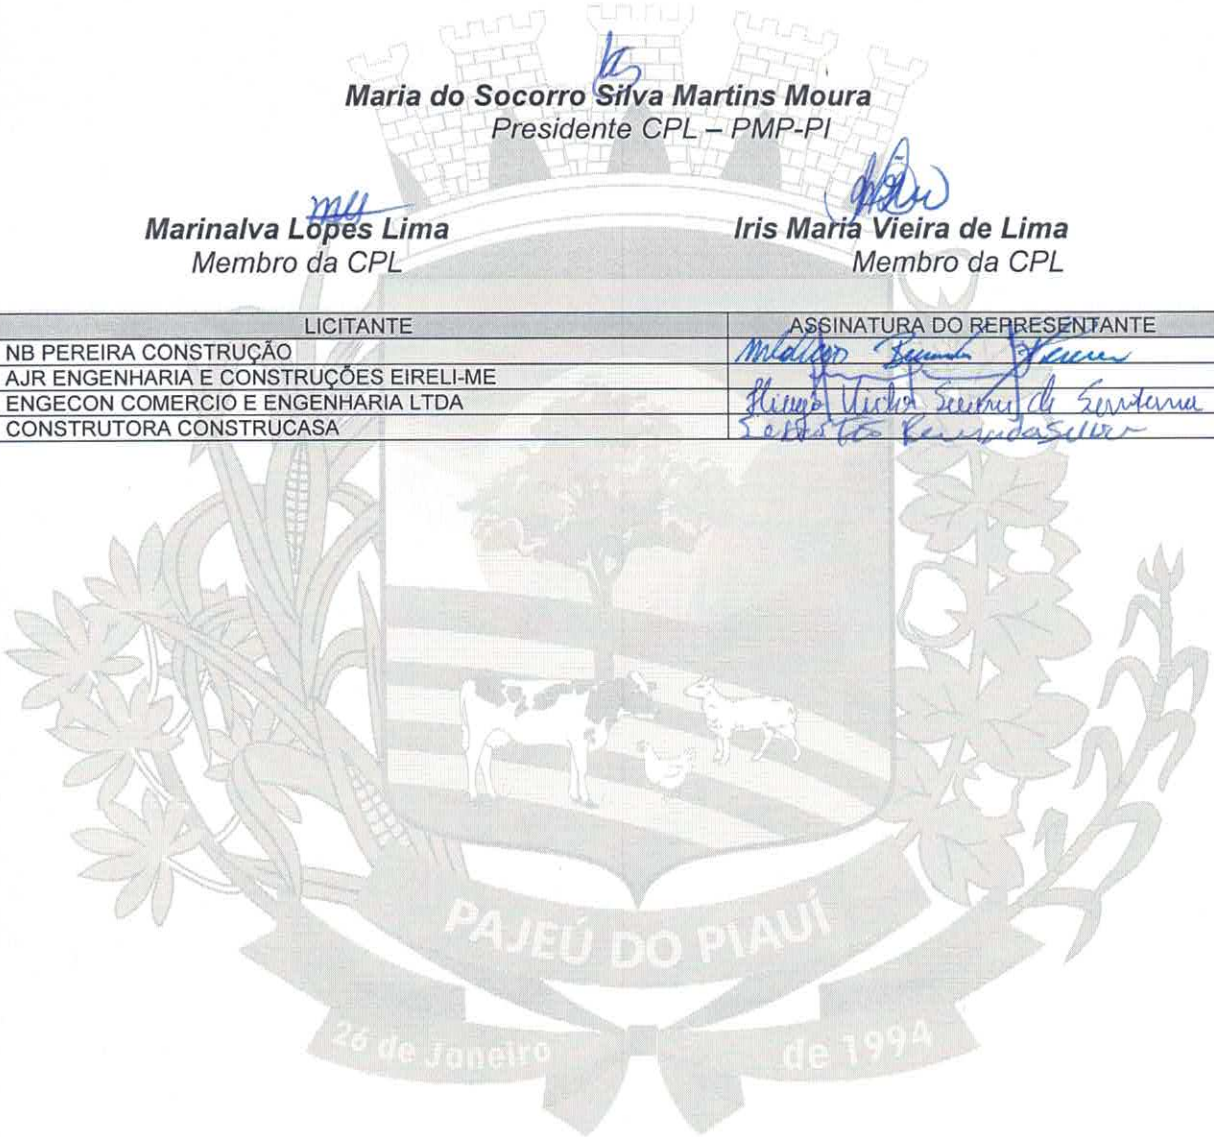 Maria do Socorro Silva Martins Moura
Presidente CPL – PMP-PI
Marinalva Lopes Lima
Iris Maria Vieira de Lima
Membro da CPL
Membro da CPL
LICITANTE ASSINATURA DO REPRESENTANTE
NB PEREIRA CONSTRUÇÃO
AJR ENGENHARIA E CONSTRUÇÕES EIRELI-ME
ENGECON COMERCIO E ENGENHARIA LTDA
CONSTRUTORA CONSTRUCASA
PAJEÚ DO PIAUÍ
26 de Janeiro de 1994